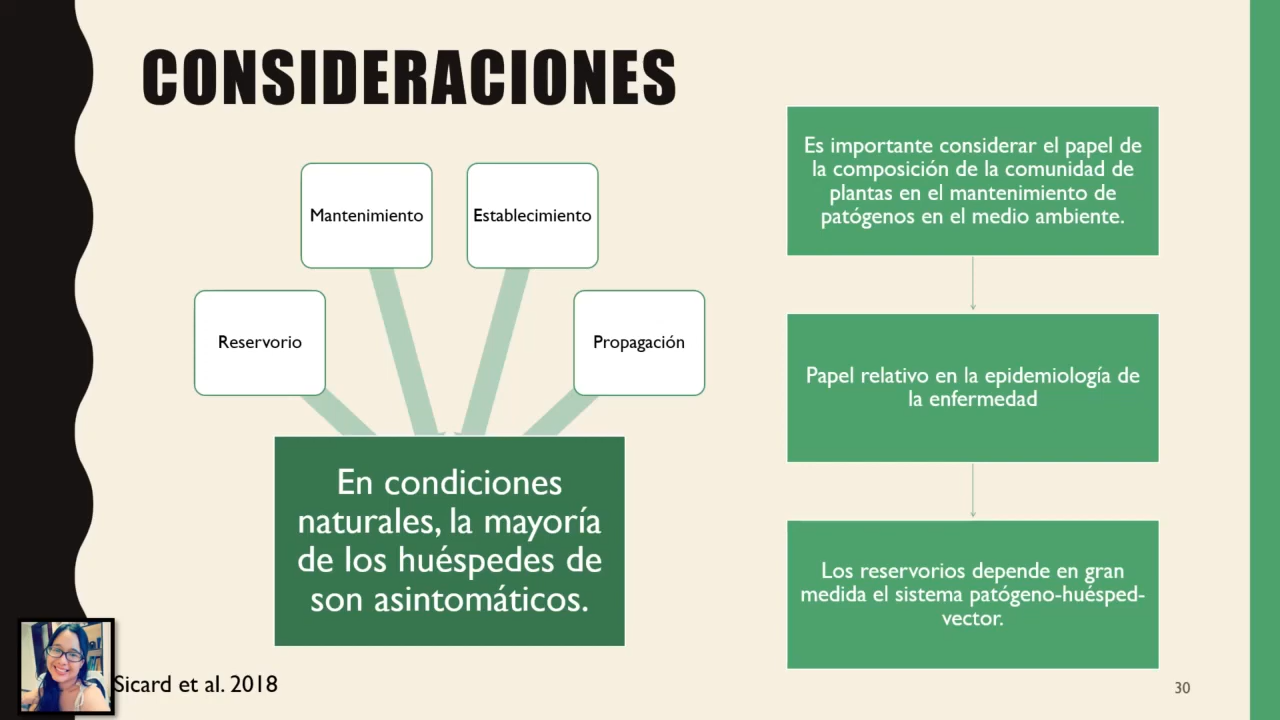 CONSIDERACIONES
Mantenimiento
Establecimiento
Reservorio
Propagación
En condiciones
naturales, la mayoría
de los huéspedes de
son asintomáticos.
Es importante considerar el papel de
la composición de la comunidad de
plantas en el mantenimiento de
patógenos en el medio ambiente.
Papel relativo en la epidemiología de
la enfermedad
Los reservorios depende en gran
medida el sistema patógeno-huésped-
vector.
Sicard et al. 2018
30